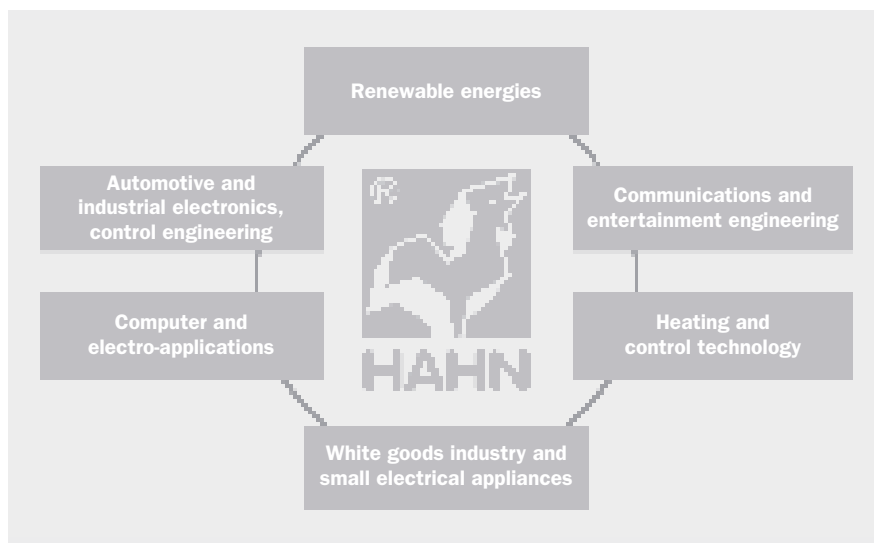 Renewable energies
Automotive and
industrial electronics,
control engineering
Communications and
entertainment engineering
®
HAHN
Computer and
electro-applications
Heating and
control technology
White goods industry and
small electrical appliances